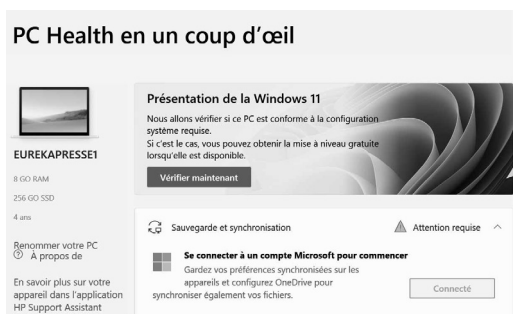 PC Health en un coup d’œil
EUREKAPRESSE1
8 GO RAM
256 GO SSD
4 ans
Renommer votre PC
À propos de
En savoir plus sur votre
appareil dans l'application
HP Support Assistant
Présentation de la Windows 11
Nous allons vérifier si ce PC est conforme à la configuration
système requise.
Si c'est le cas, vous pouvez obtenir la mise à niveau gratuite
lorsqu'elle est disponible.
Vérifier maintenant
Sauvegarde et synchronisation
Attention requise
Se connecter à un compte Microsoft pour commencer
Gardez vos préférences synchronisées sur les
appareils et configurez OneDrive pour
synchroniser également vos fichiers.
Connecté